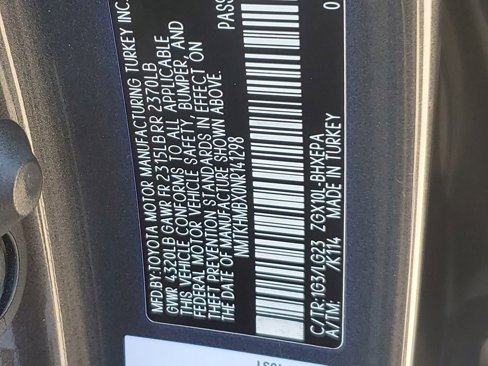 MFD.BY:TOYOTA MOTOR MANUFACTURING TURKEY INC.
GVWR 4320LB GAWR FR 2315LB RR 2370LB
THIS VEHICLE CONFORMS TO ALL APPLICABLE
FEDERAL MOTOR VEHICLE SAFETY, BUMPER, AND
THEFT PREVENTION STANDARDS IN EFFECT ON
THE DATE OF MANUFACTURE SHOWN ABOVE.
NMTKHMBX0NR141298 PASS
C/TR:1G3/LG23 ZGX10L-BHXEPA
A/TM: /K114 MADE IN TURKEY